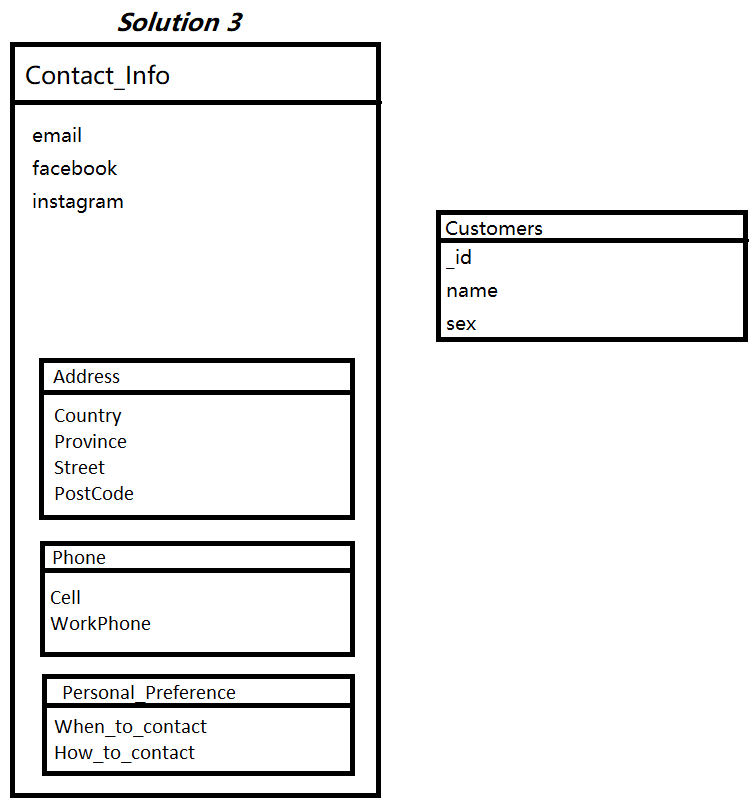 Solution 3
Contact_Info
email
facebook
instagram
Address
Country
Province
Street
PostCode
Phone
Cell
WorkPhone
Personal_Preference
When_to_contact
How_to_contact
Customers
_id
name
sex